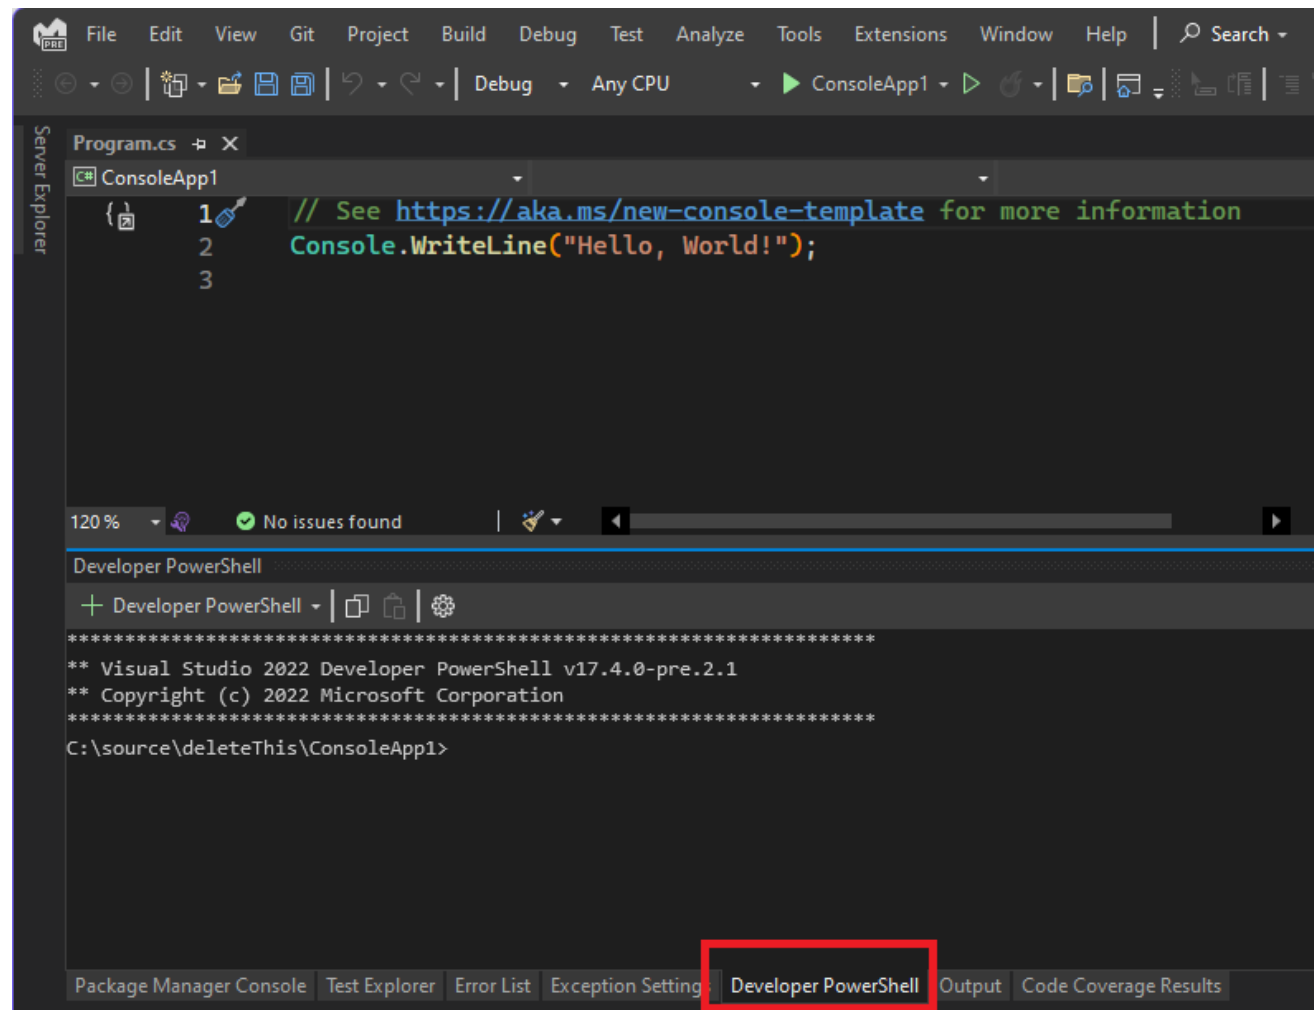 PRE File Edit View Git Project Build Debug Test Analyze Tools Extensions Window Help Search
Debug Any CPU ConsoleApp1
Server Explorer
Program.cs
C# ConsoleApp1
1 // See https://aka.ms/new-console-template for more information
2 Console.WriteLine("Hello, World!");
3
120 % No issues found
Developer PowerShell
Developer PowerShell
**********************************************************************
** Visual Studio 2022 Developer PowerShell v17.4.0-pre.2.1
** Copyright (c) 2022 Microsoft Corporation
**********************************************************************
C:\source\deleteThis\ConsoleApp1>
Package Manager Console Test Explorer Error List Exception Settings Developer PowerShell Output Code Coverage Results